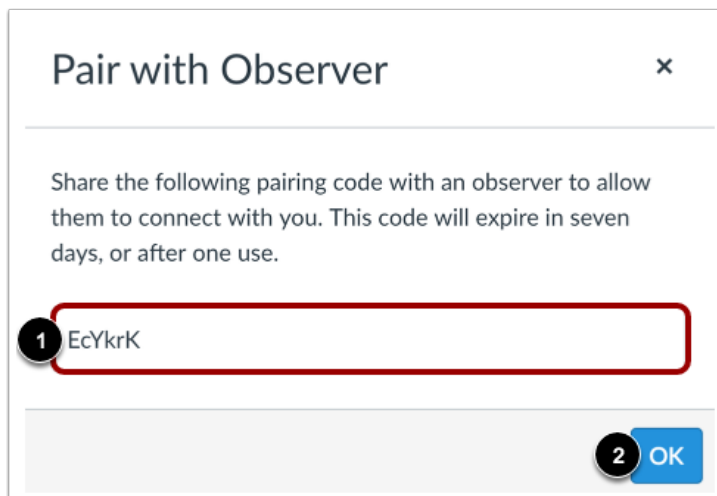 Pair with Observer ×
Share the following pairing code with an observer to allow
them to connect with you. This code will expire in seven
days, or after one use.
1 EcYkrK
2 OK